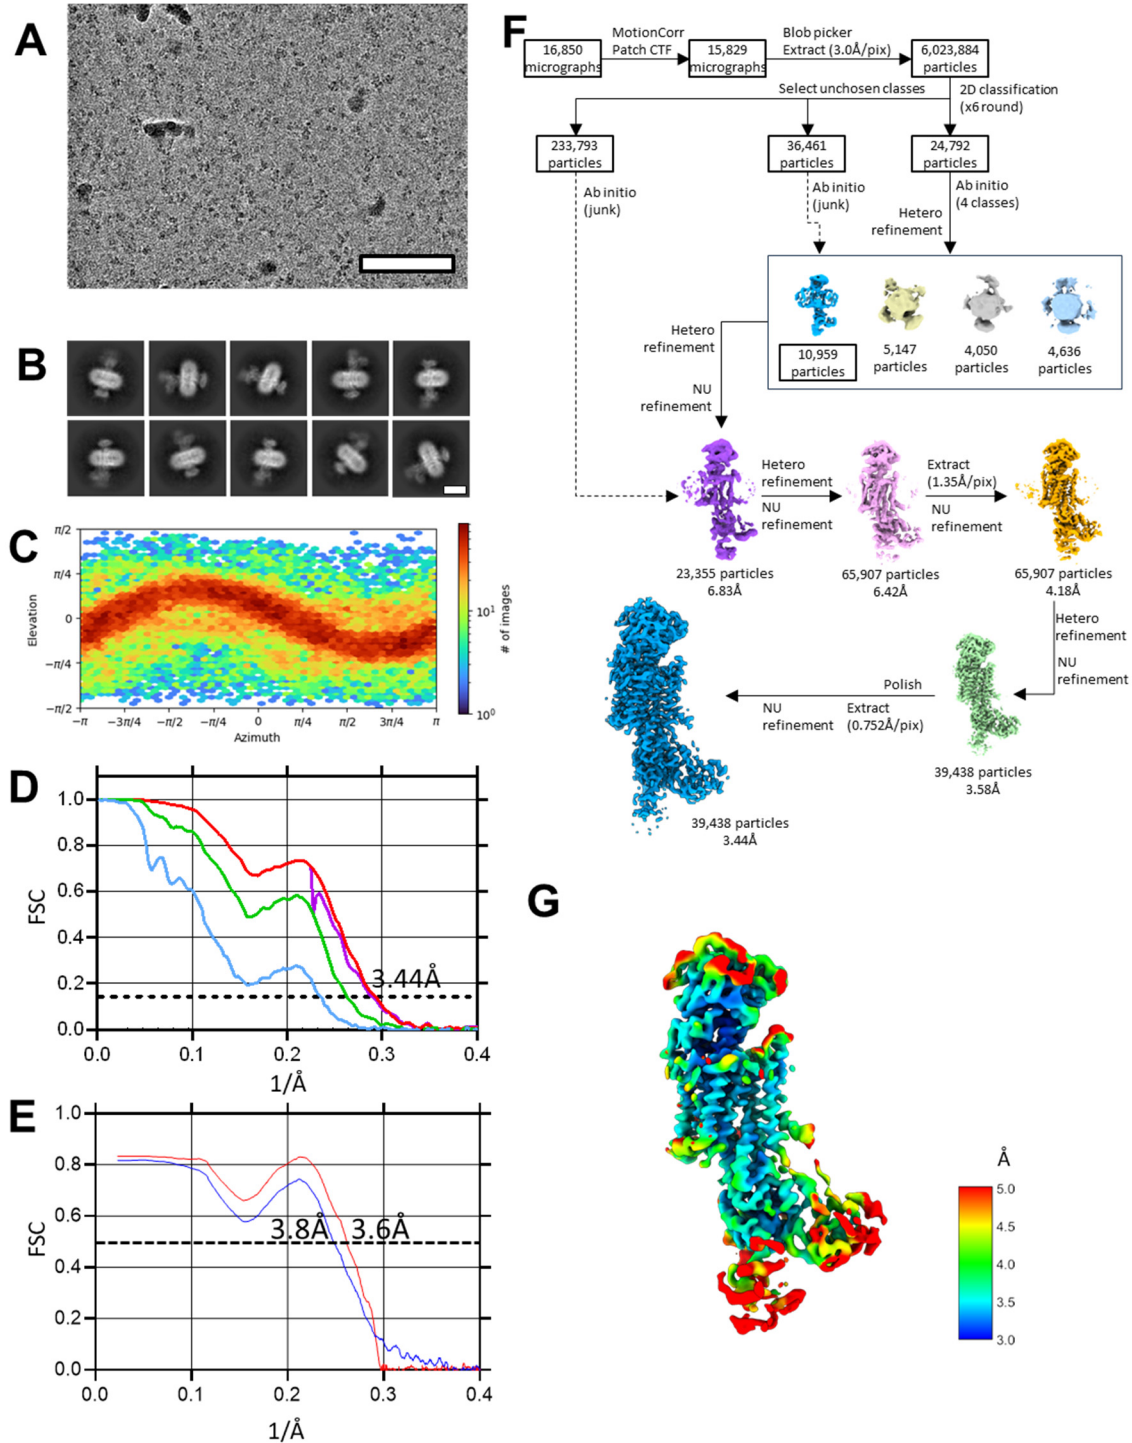 A
B
C
π/2
π/4
0
−π/4
−π/2
Elevation
−π
−3π/4
−π/2
−π/4
0
π/4
π/2
3π/4
π
Azimuth
10¹
10⁰
# of images
D
1.0
0.8
0.6
0.4
0.2
0.0
FSC
3.44Å
0.0
0.1
0.2
0.3
0.4
1/Å
E
1.0
0.8
0.6
0.4
0.2
0.0
FSC
3.8Å
3.6Å
0.0
0.1
0.2
0.3
0.4
1/Å
F
16,850
micrographs
MotionCorr
Patch CTF
15,829
micrographs
Blob picker
Extract (3.0Å/pix)
6,023,884
particles
Select unchosen classes
2D classification
(x6 round)
233,793
particles
36,461
particles
24,792
particles
Ab initio
(junk)
Ab initio
(junk)
Ab initio
(4 classes)
Hetero
refinement
10,959
particles
5,147
particles
4,050
particles
4,636
particles
Hetero
refinement
NU
refinement
23,355 particles
6.83Å
Hetero
refinement
NU
refinement
65,907 particles
6.42Å
Extract
(1.35Å/pix)
NU
refinement
65,907 particles
4.18Å
Hetero
refinement
NU
refinement
39,438 particles
3.58Å
Polish
NU
refinement
Extract
(0.752Å/pix)
39,438 particles
3.44Å
G
Å
5.0
4.5
4.0
3.5
3.0